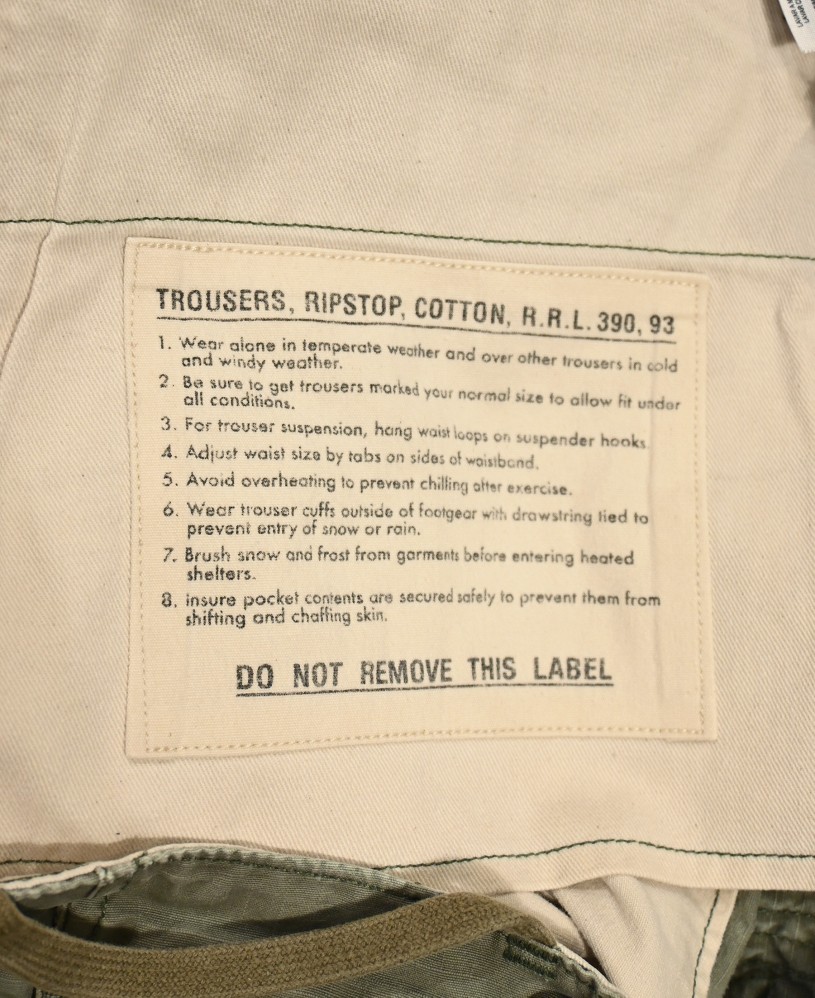 TROUSERS, RIPSTOP, COTTON, R.R.L. 390, 93
1. Wear alone in temperate weather and over other trousers in cold
and windy weather.
2. Be sure to get trousers marked your normal size to allow fit under
all conditions.
3. For trouser suspension, hang waist loops on suspender hooks
4. Adjust waist size by tabs on sides of waistband.
5. Avoid overheating to prevent chilling after exercise.
6. Wear trouser cuffs outside of footgear with drawstring tied to
prevent entry of snow or rain.
7. Brush snow and frost from garments before entering heated
shelters.
8. insure pocket contents are secured safely to prevent them from
shifting and chaffing skin.
DO NOT REMOVE THIS LABEL